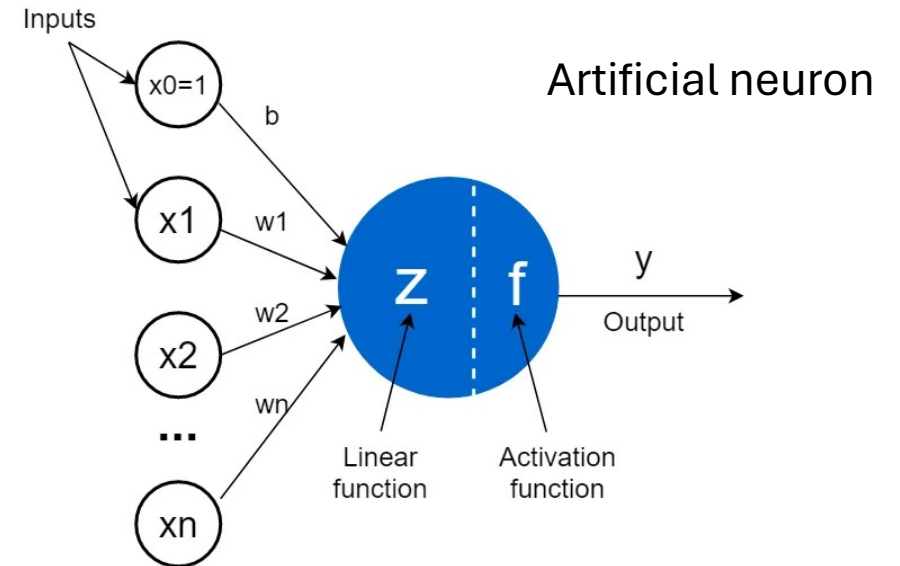 Inputs
Artificial neuron
x0=1
b
x1
w1
z
f
y
Output
x2
w2
wn
...
xn
Linear
function
Activation
function